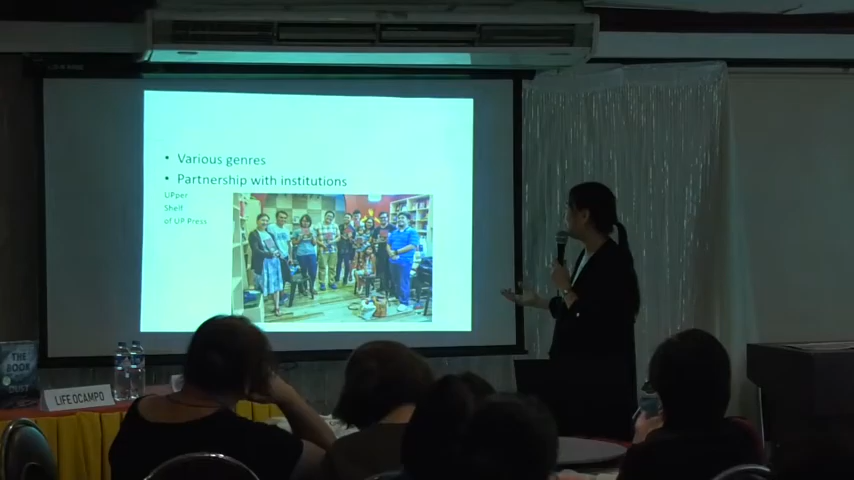 • Various genres
• Partnership with institutions
UPper
Shelf
of UP Press
THE
BOOK
LIFE OCAMPO